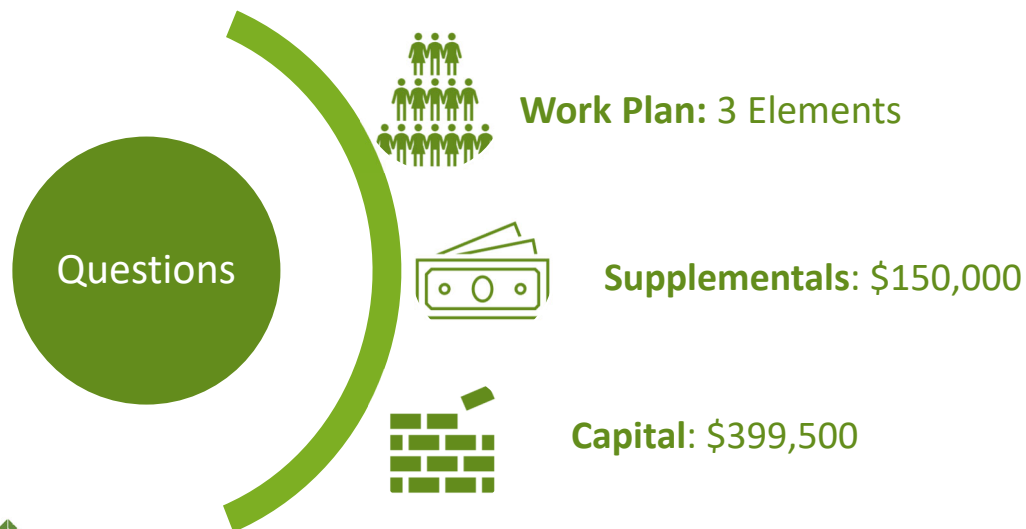 Work Plan: 3 Elements
Questions
Supplementals: $150,000
Capital: $399,500